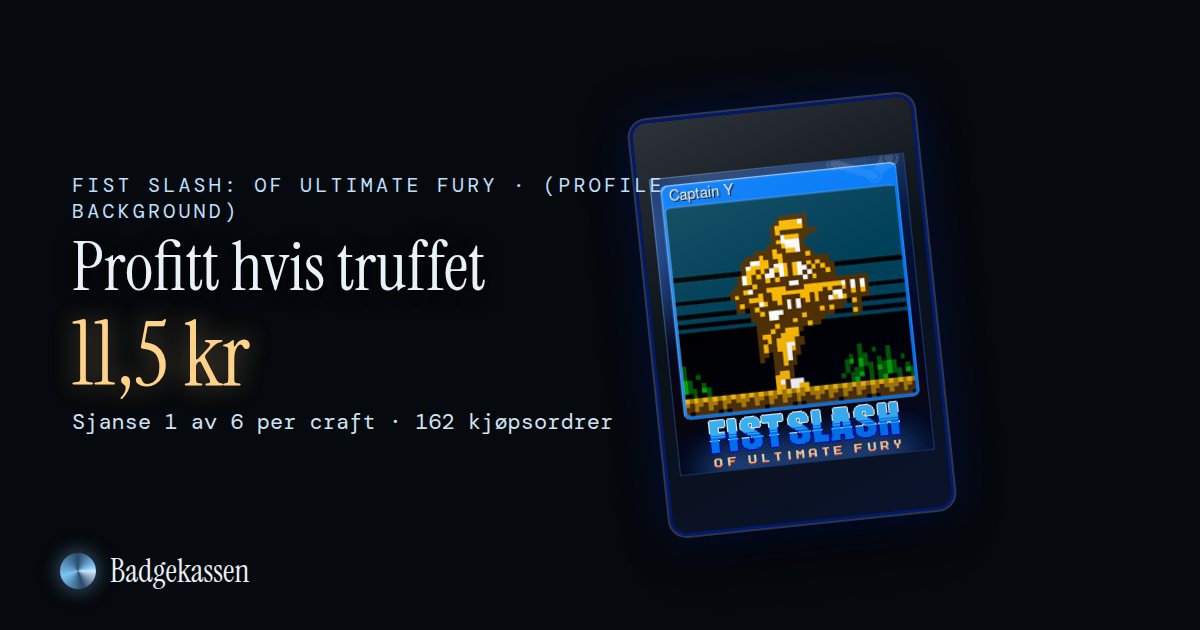 FIST SLASH: OF ULTIMATE FURY · (PROFILE
BACKGROUND)
Profitt hvis truffet
11,5 kr
Sjanse 1 av 6 per craft · 162 kjøpsordrer
Captain Y
FIST SLASH
OF ULTIMATE FURY
Badgekassen